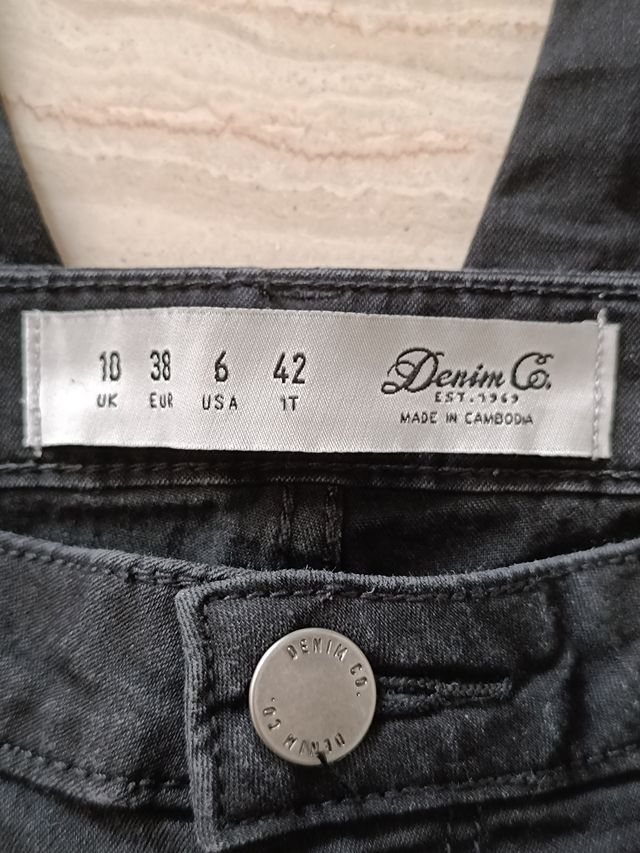 10 38 6 42
UK EUR USA IT
Denim Co.
EST. 1969
MADE IN CAMBODIA
DENIM CO.
DENIM CO.